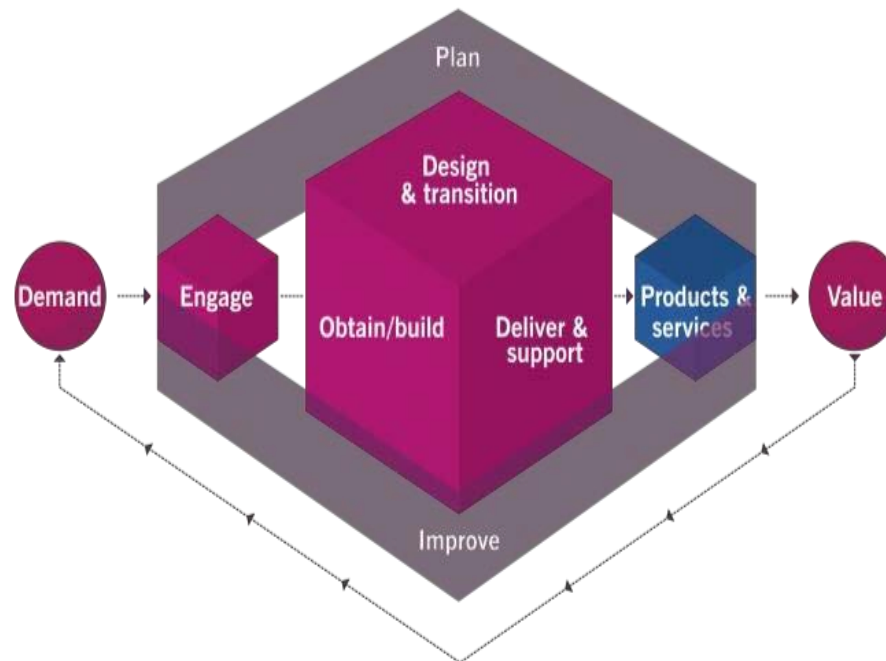 Plan
Design
& transition
Demand
Engage
Obtain/build
Deliver &
support
Products &
services
Value
Improve